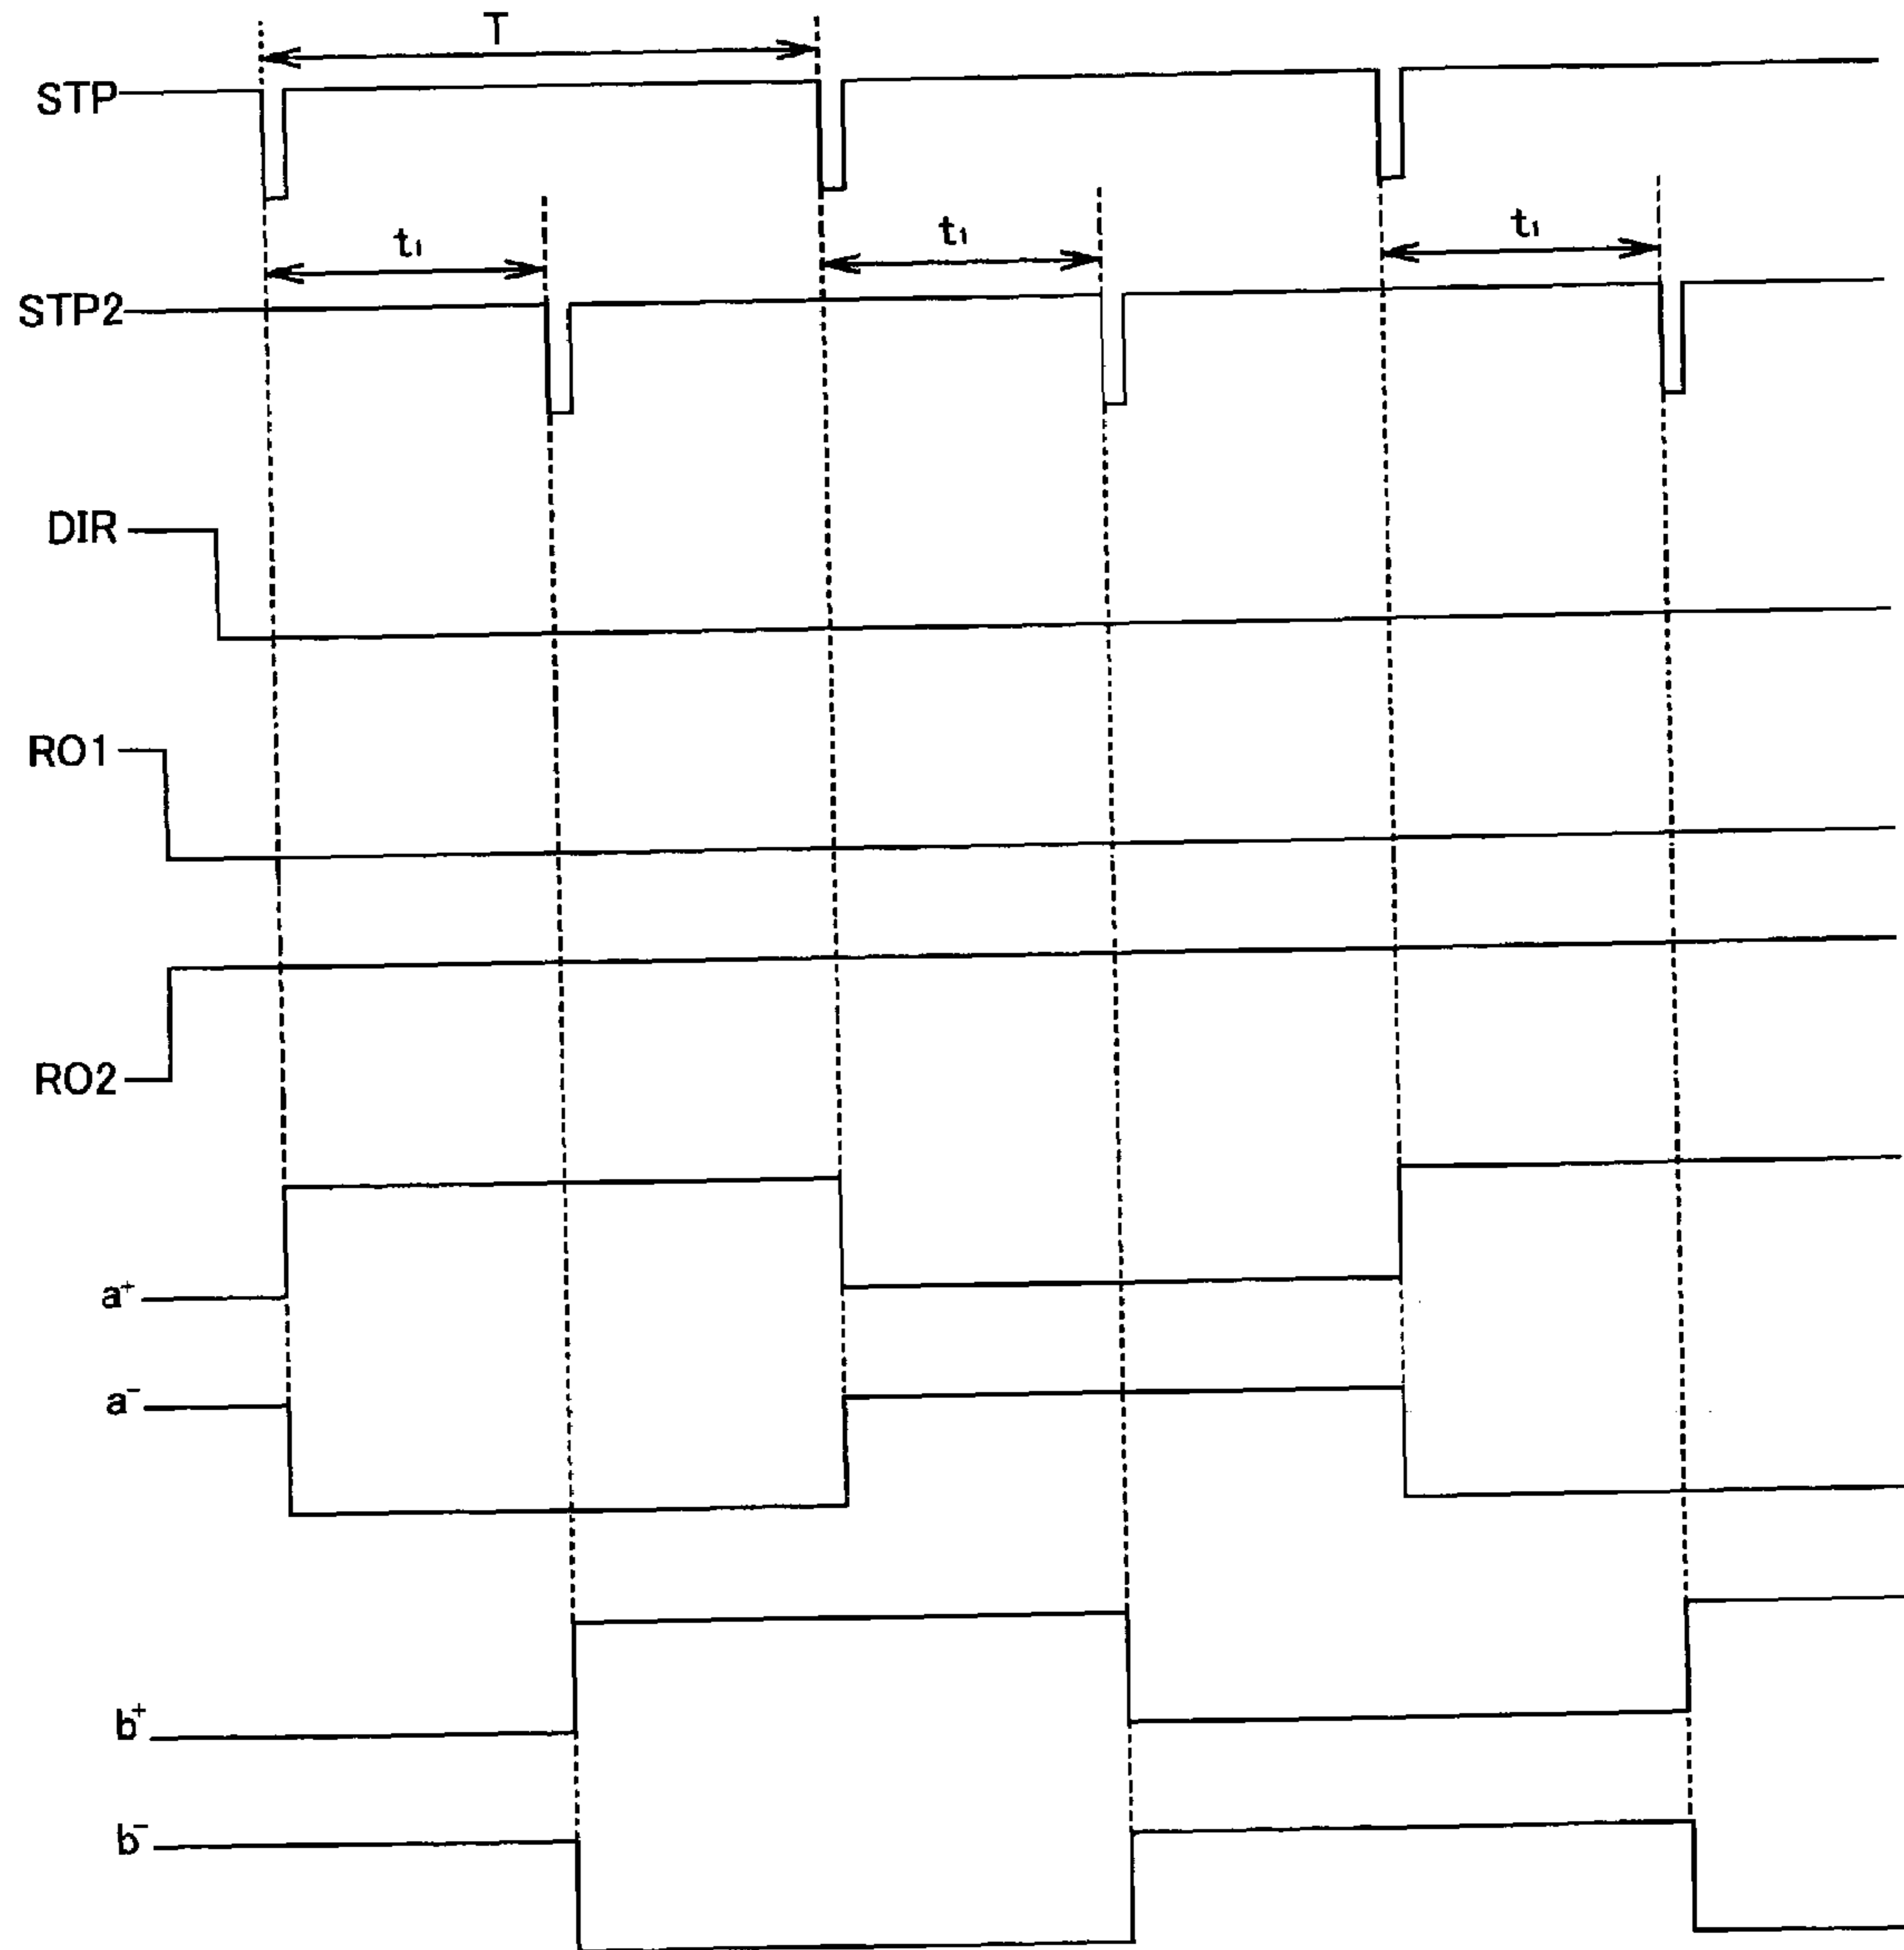 T
STP
t₁ t₁ t₁
STP2
DIR
RO1
RO2
a⁺
a⁻
b⁺
b⁻